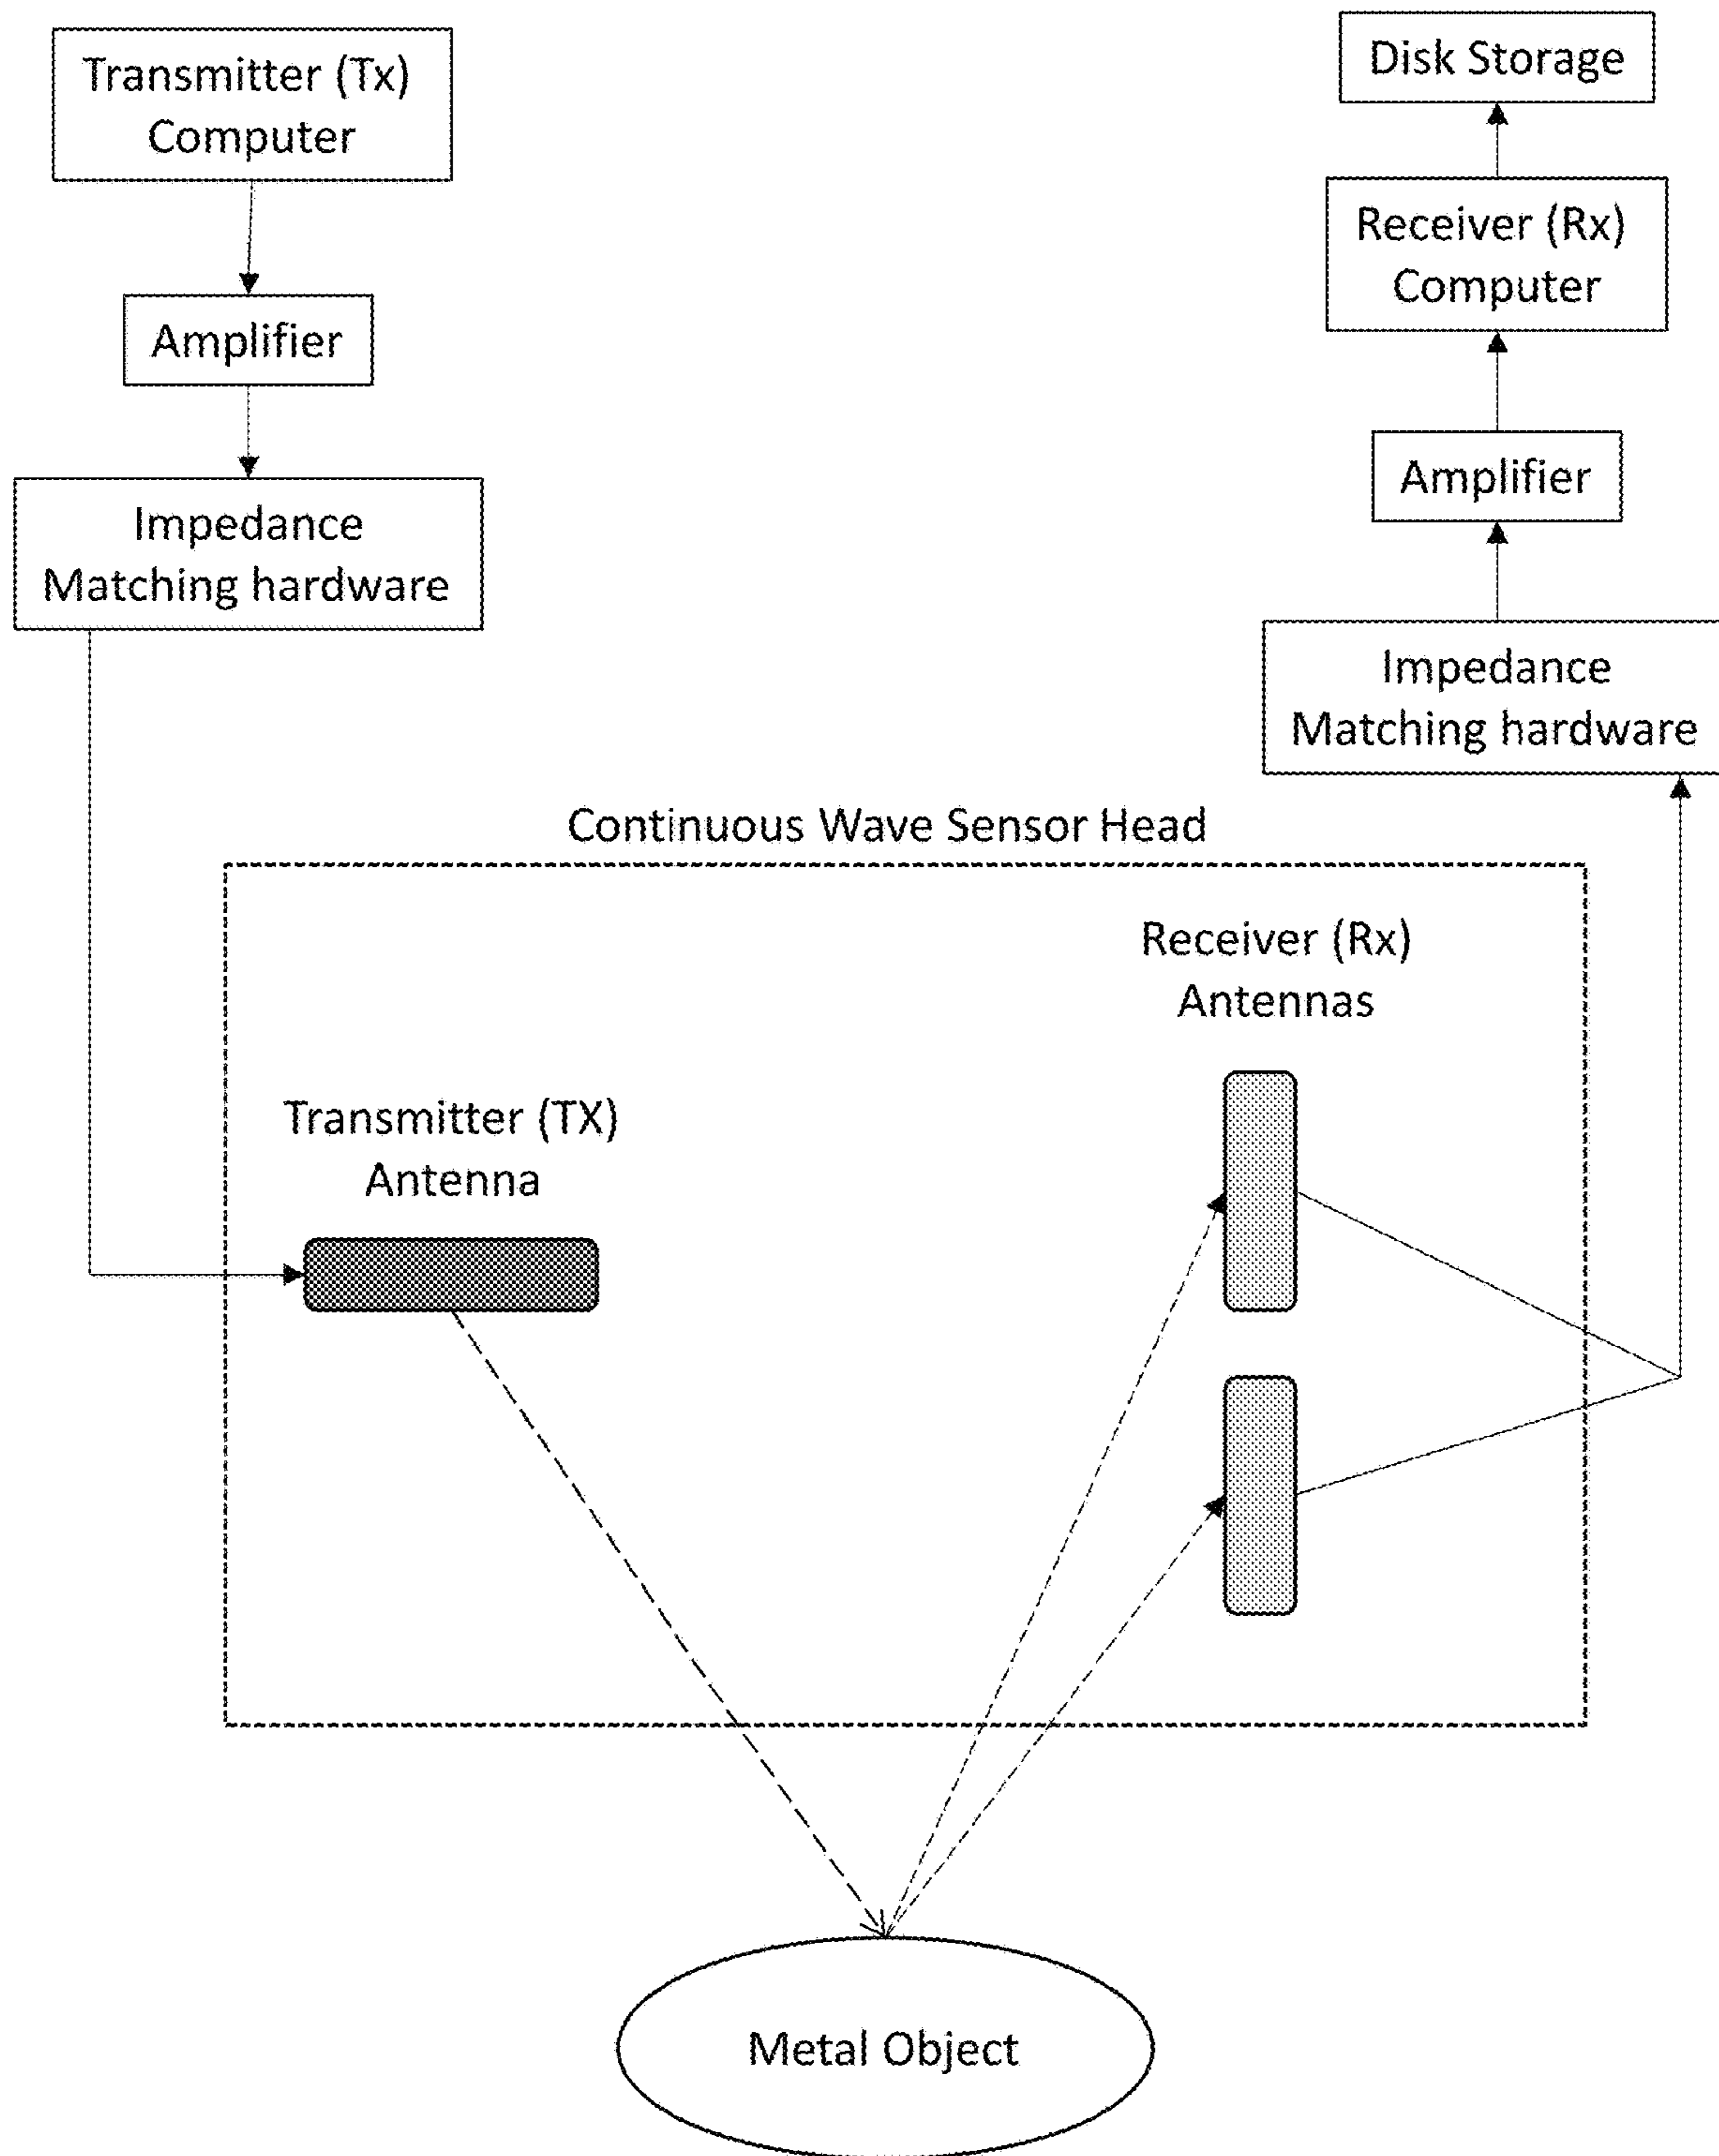 Transmitter (Tx)
Computer
Amplifier
Impedance
Matching hardware
Disk Storage
Receiver (Rx)
Computer
Amplifier
Impedance
Matching hardware
Continuous Wave Sensor Head
Receiver (Rx)
Antennas
Transmitter (TX)
Antenna
Metal Object